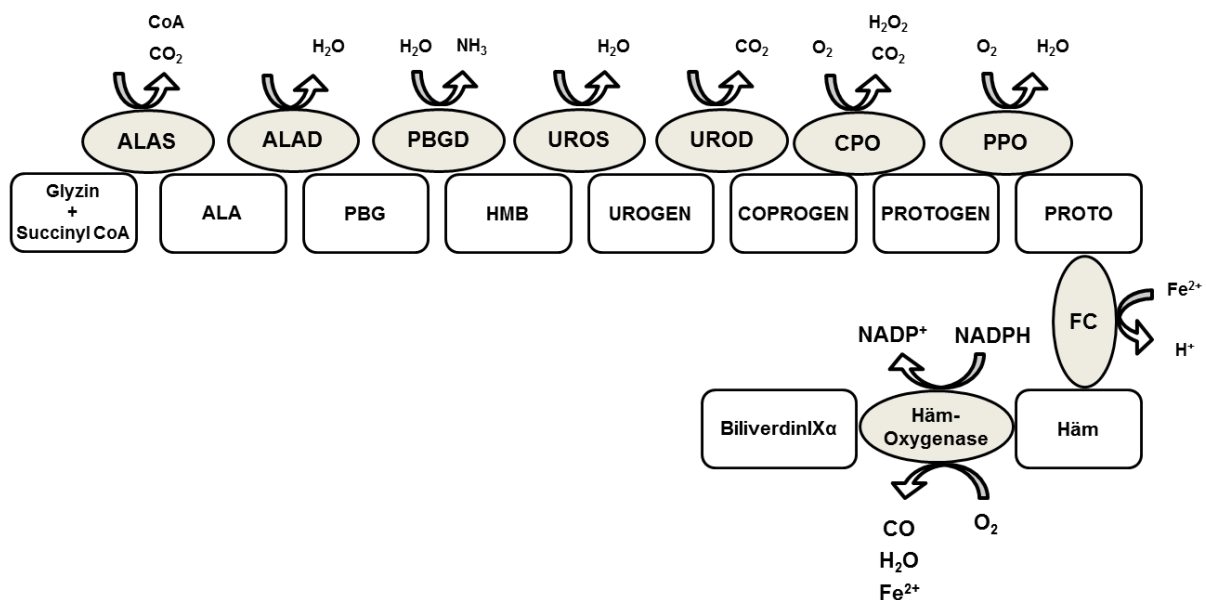 CoA
CO₂
H₂O
H₂O
NH₃
H₂O
CO₂
O₂
H₂O₂
CO₂
O₂
H₂O
ALAS
ALAD
PBGD
UROS
UROD
CPO
PPO
Glyzin
+
Succinyl CoA
ALA
PBG
HMB
UROGEN
COPROGEN
PROTOGEN
PROTO
FC
Fe²⁺
H⁺
NADP⁺
NADPH
BiliverdinIXα
Häm-
Oxygenase
Häm
CO
H₂O
Fe²⁺
O₂